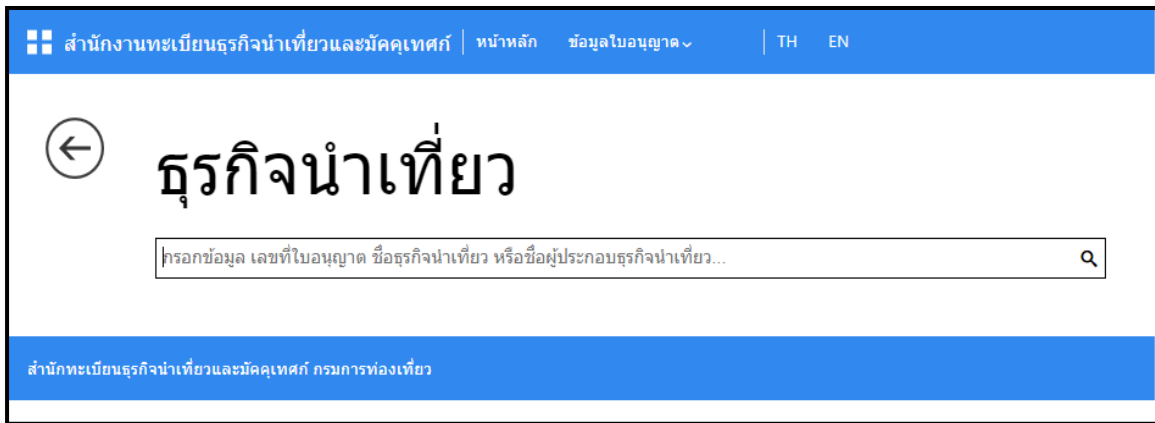 สำนักงานทะเบียนธุรกิจนำเที่ยวและมัคคุเทศก์ หน้าหลัก ข้อมูลใบอนุญาต TH EN
ธุรกิจนำเที่ยว
กรอกข้อมูล เลขที่ใบอนุญาต ชื่อธุรกิจนำเที่ยว หรือชื่อผู้ประกอบธุรกิจนำเที่ยว...
สำนักทะเบียนธุรกิจนำเที่ยวและมัคคุเทศก์ กรมการท่องเที่ยว